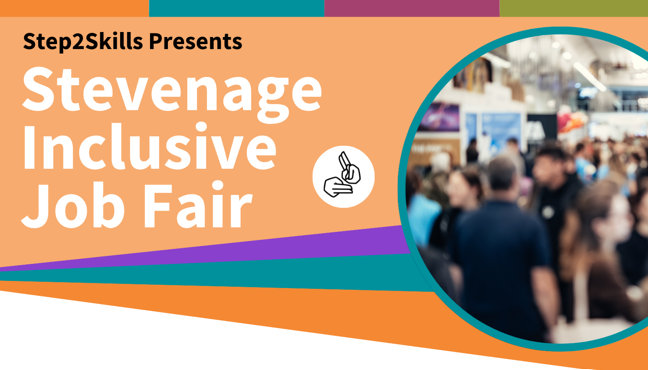 Step2Skills Presents
Stevenage
Inclusive
Job Fair